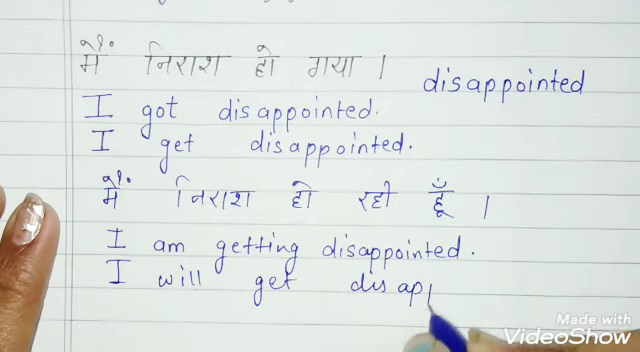 मैं निराश हो गया ।
disappointed
I got disappointed.
I get disappointed.
मैं निराश हो रही हूँ ।
I am getting disappointed.
I will get disap
Made with
VideoShow